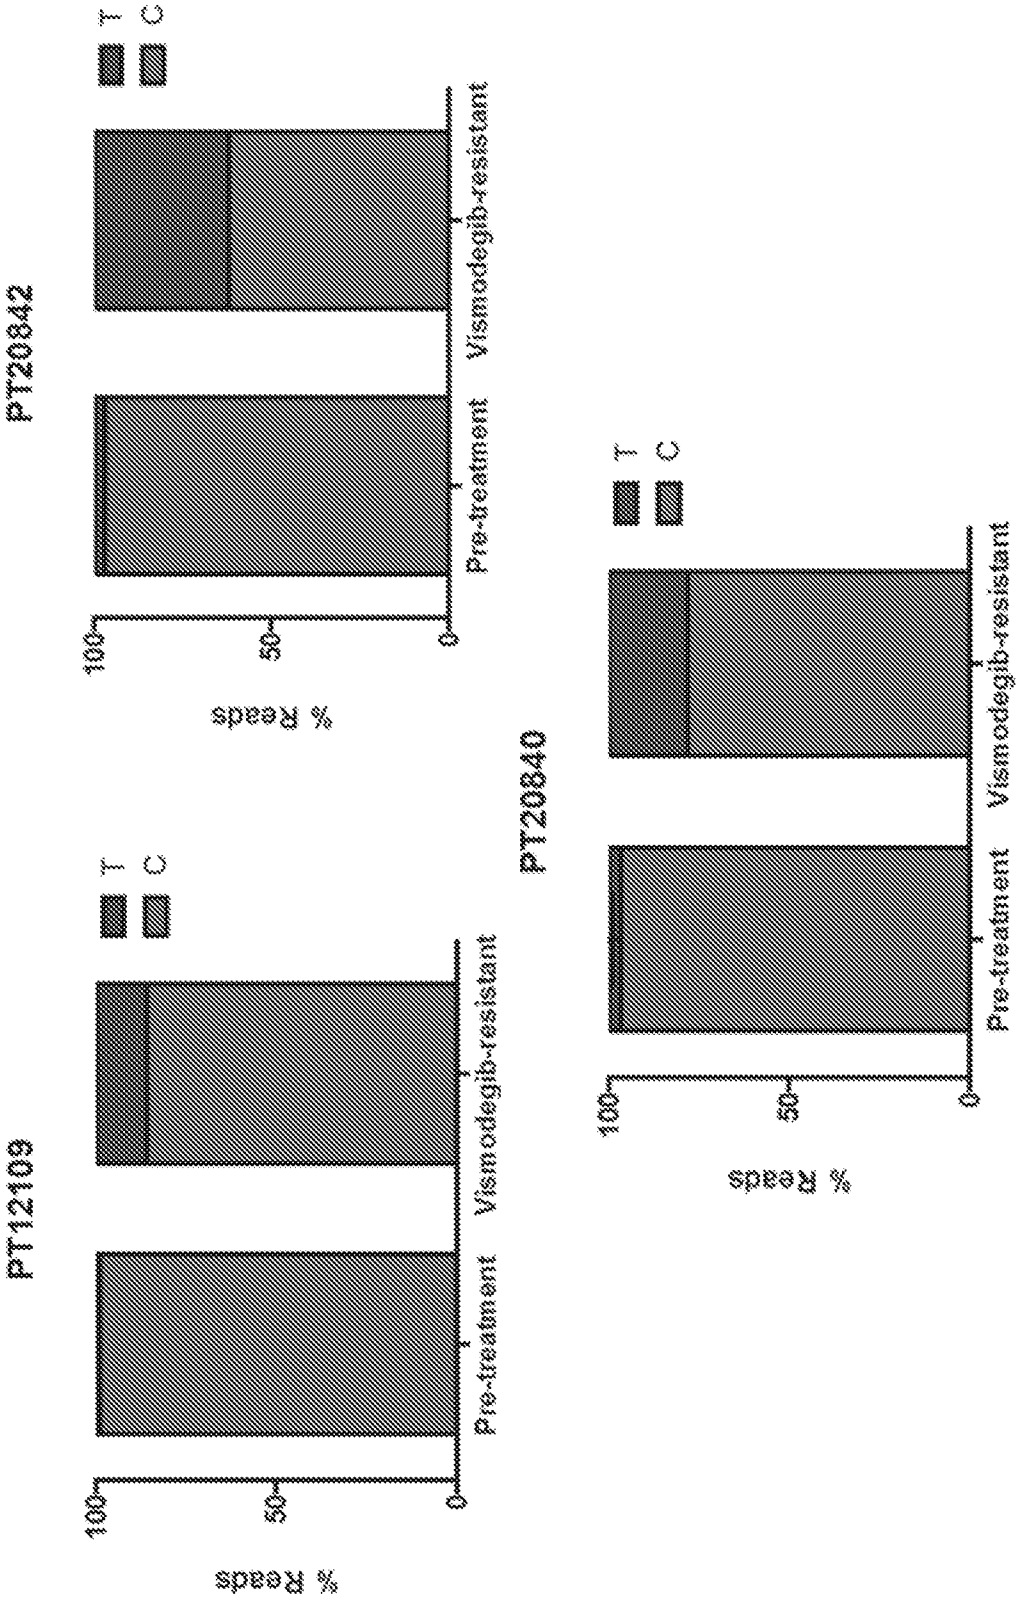 PT12109
% Reads
100
50
0
Pre-treatment
Vismodegib-resistant
T
C
PT20842
% Reads
100
50
0
Pre-treatment
Vismodegib-resistant
T
C
PT20840
% Reads
100
50
0
Pre-treatment
Vismodegib-resistant
T
C